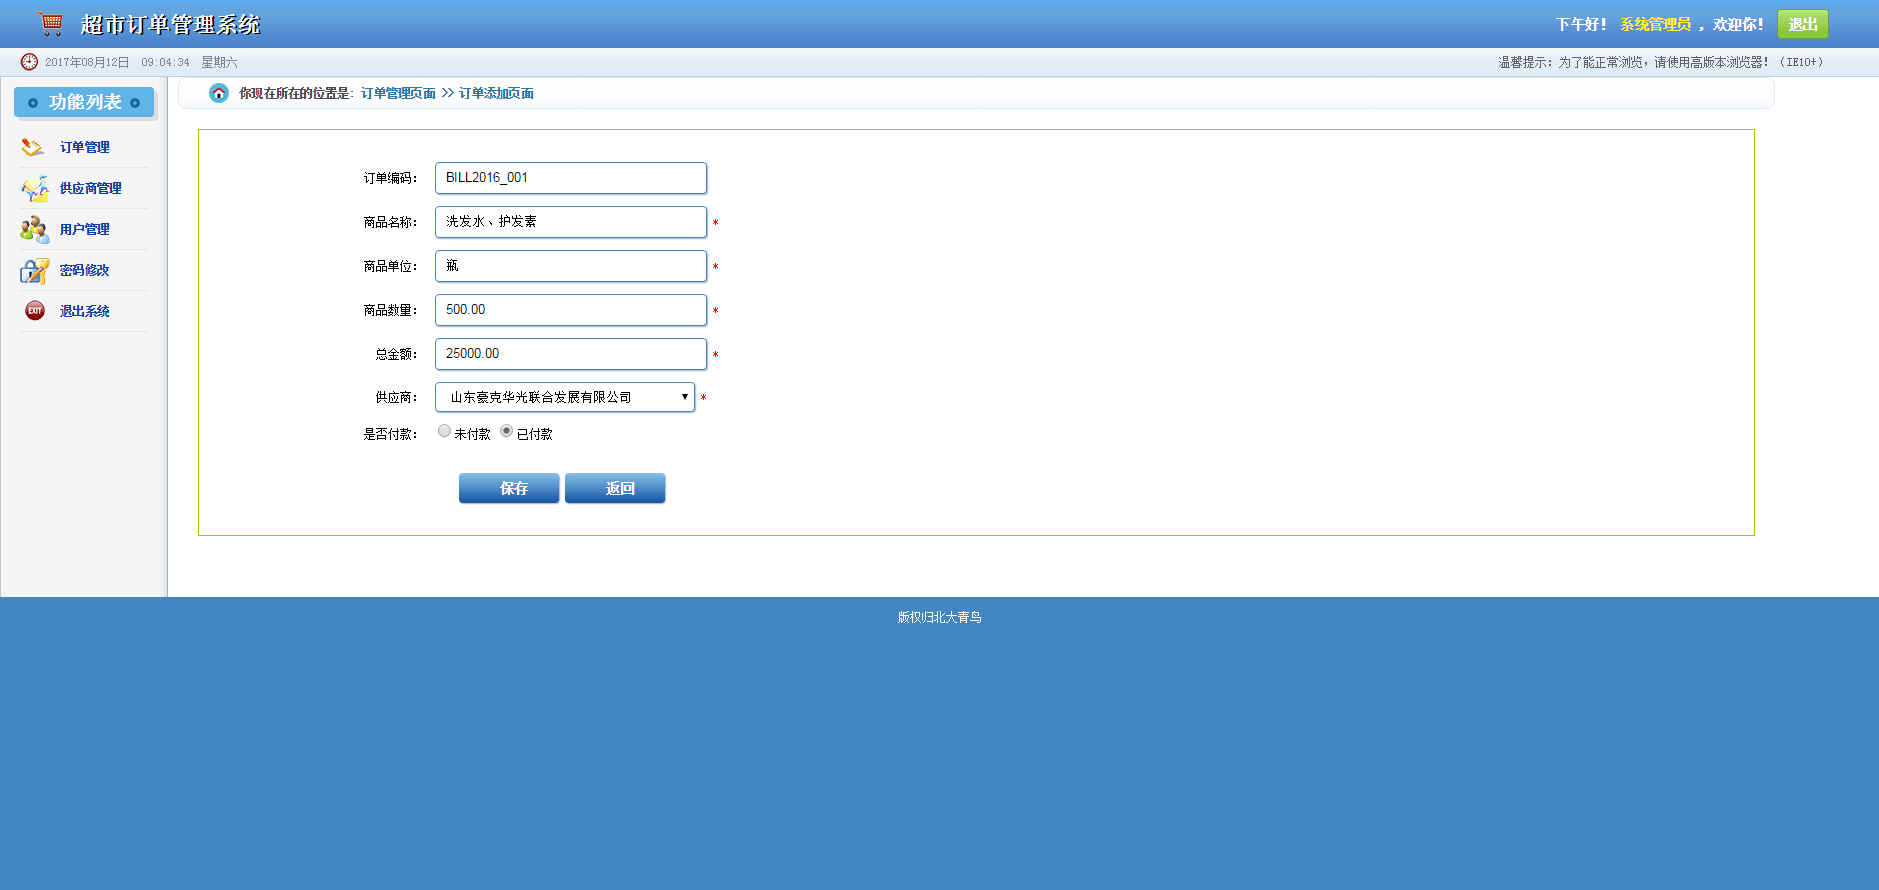 超市订单管理系统
下午好! 系统管理员 ，欢迎你! 退出
2017年08月12日 09:04:34 星期六
温馨提示：为了能正常浏览，请使用高版本浏览器！（IE10+）
功能列表
订单管理
供应商管理
用户管理
密码修改
EXIT 退出系统
你现在所在的位置是: 订单管理页面 >> 订单添加页面
订单编码： BILL2016_001
商品名称： 洗发水、护发素 *
商品单位： 瓶 *
商品数量： 500.00 *
总金额： 25000.00 *
供应商： 山东豪克华光联合发展有限公司 *
是否付款： 未付款 已付款
保存 返回
版权归北大青鸟